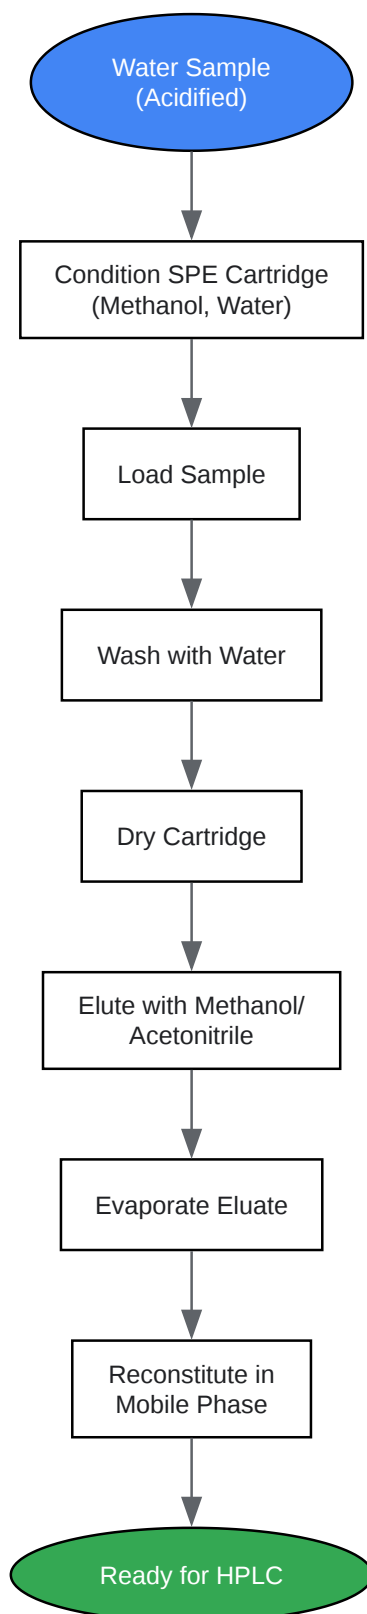 Water Sample
(Acidified)
Condition SPE Cartridge
(Methanol, Water)
Load Sample
Wash with Water
Dry Cartridge
Elute with Methanol/
Acetonitrile
Evaporate Eluate
Reconstitute in
Mobile Phase
Ready for HPLC